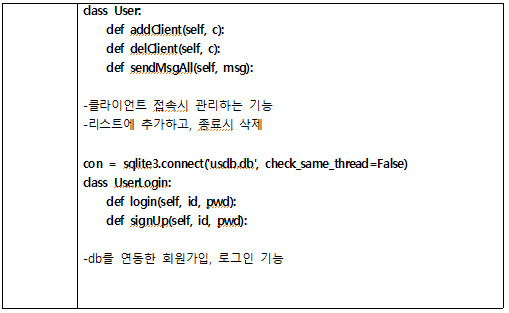 class User:
def addClient(self, c):
def delClient(self, c):
def sendMsgAll(self, msg):
-클라이언트 접속시 관리하는 기능
-리스트에 추가하고, 종료시 삭제
con = sqlite3.connect('usdb.db', check_same_thread=False)
class UserLogin:
def login(self, id, pwd):
def signUp(self, id, pwd):
-db를 연동한 회원가입, 로그인 기능